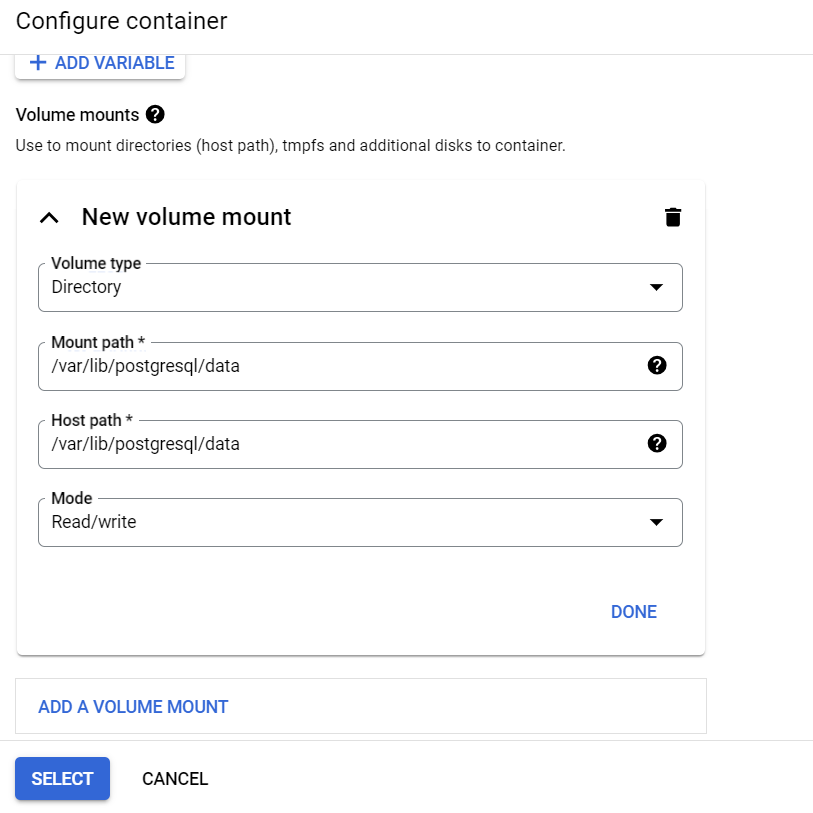 Configure container
+ ADD VARIABLE
Volume mounts ?
Use to mount directories (host path), tmpfs and additional disks to container.
New volume mount
Volume type
Directory
Mount path *
/var/lib/postgresql/data ?
Host path *
/var/lib/postgresql/data ?
Mode
Read/write
DONE
ADD A VOLUME MOUNT
SELECT CANCEL